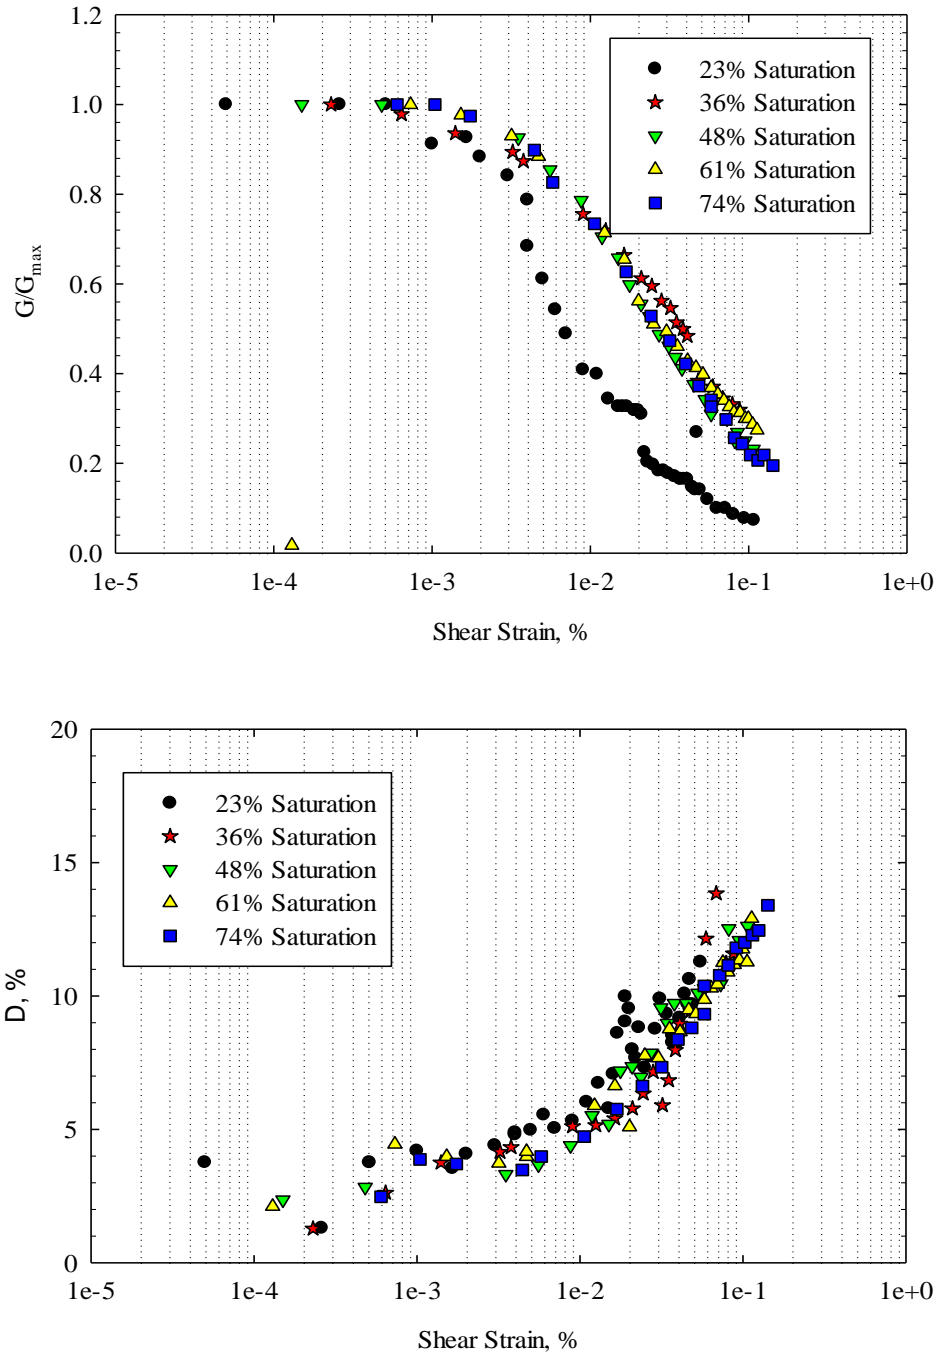 1.2
1.0
0.8
0.6
0.4
0.2
0.0
G/Gmax
23% Saturation
36% Saturation
48% Saturation
61% Saturation
74% Saturation
1e-5 1e-4 1e-3 1e-2 1e-1 1e+0
Shear Strain, %
20
15
10
5
0
D, %
23% Saturation
36% Saturation
48% Saturation
61% Saturation
74% Saturation
1e-5 1e-4 1e-3 1e-2 1e-1 1e+0
Shear Strain, %